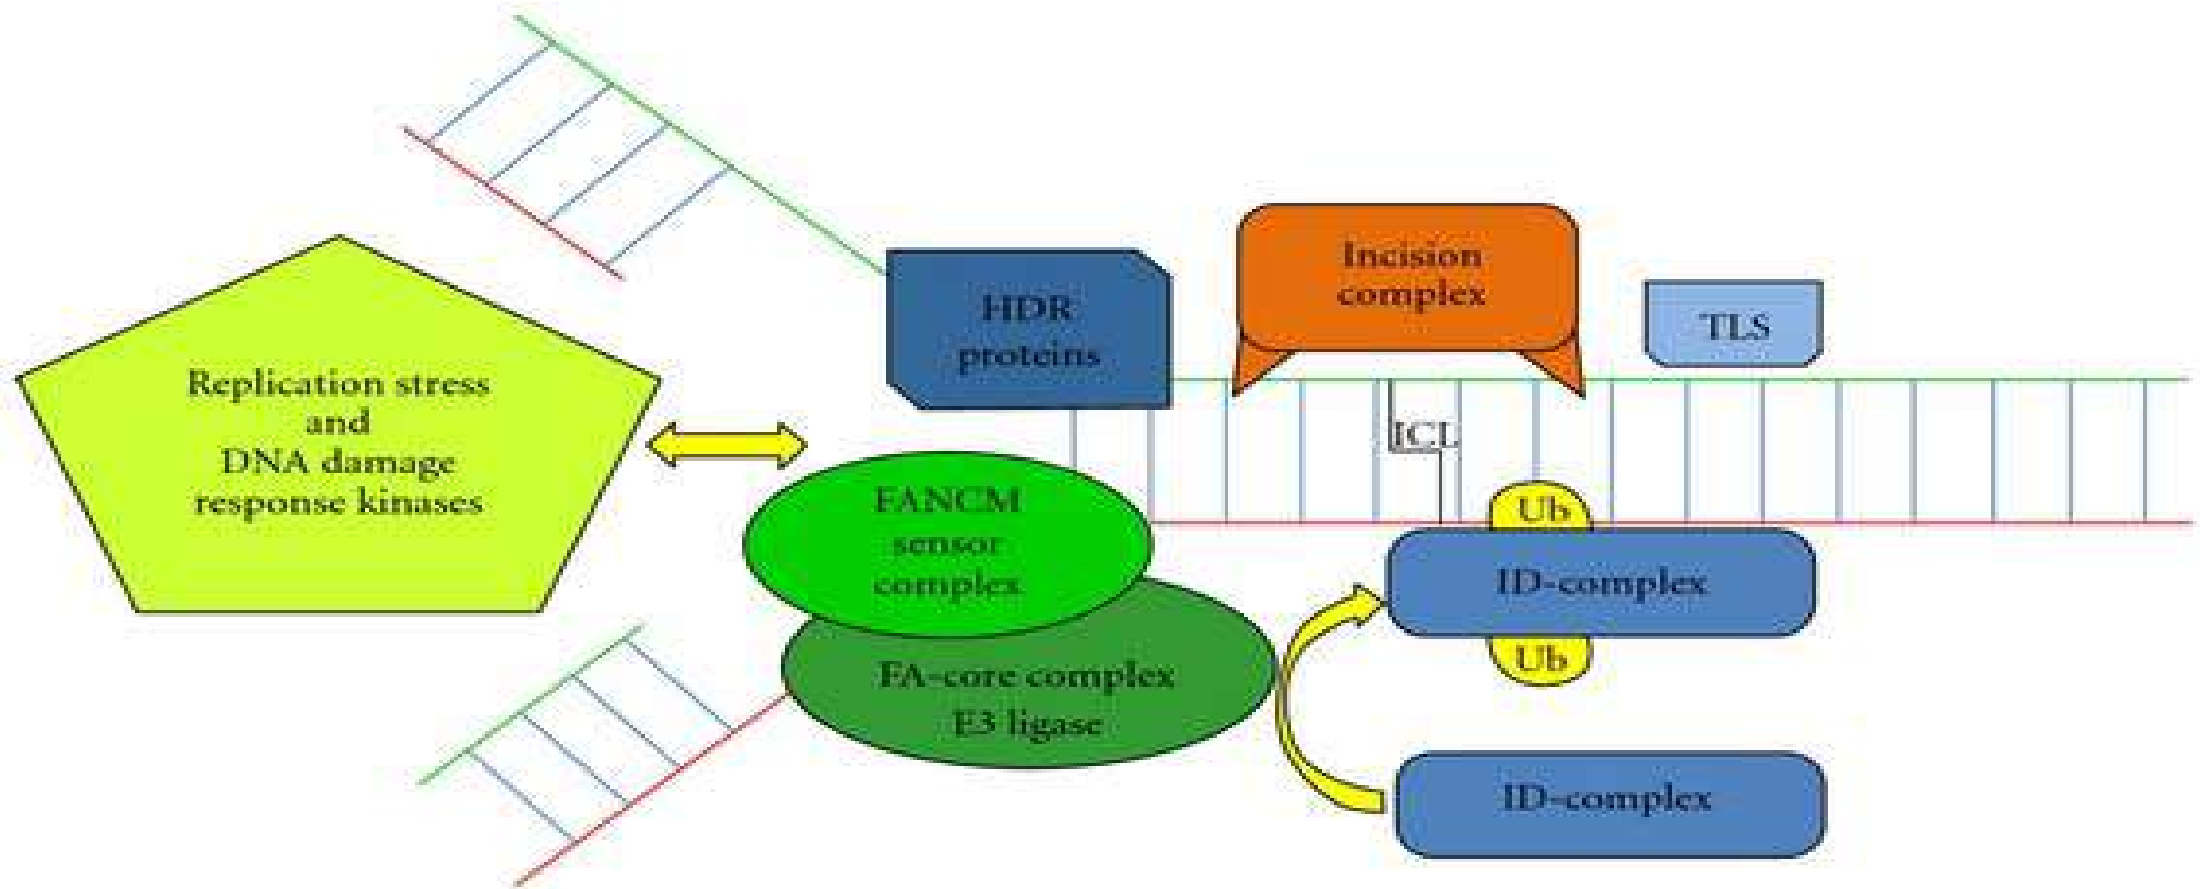 Replication stress
and
DNA damage
response kinases
HDR
proteins
Incision
complex
TLS
ICL
FANCM
sensor
complex
FA-core complex
E3 ligase
Ub
ID-complex
Ub
ID-complex